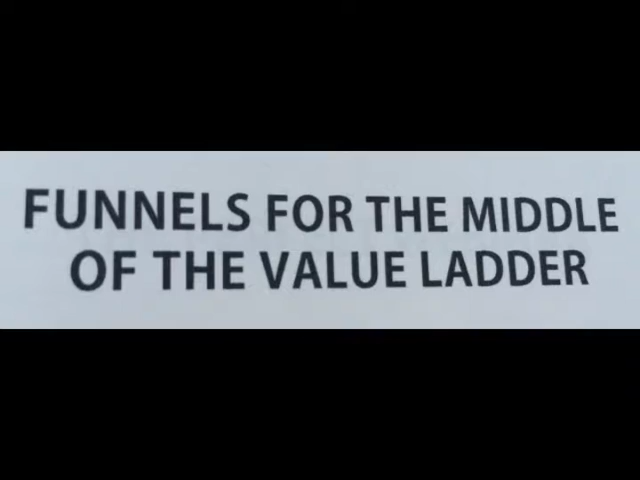 FUNNELS FOR THE MIDDLE
OF THE VALUE LADDER